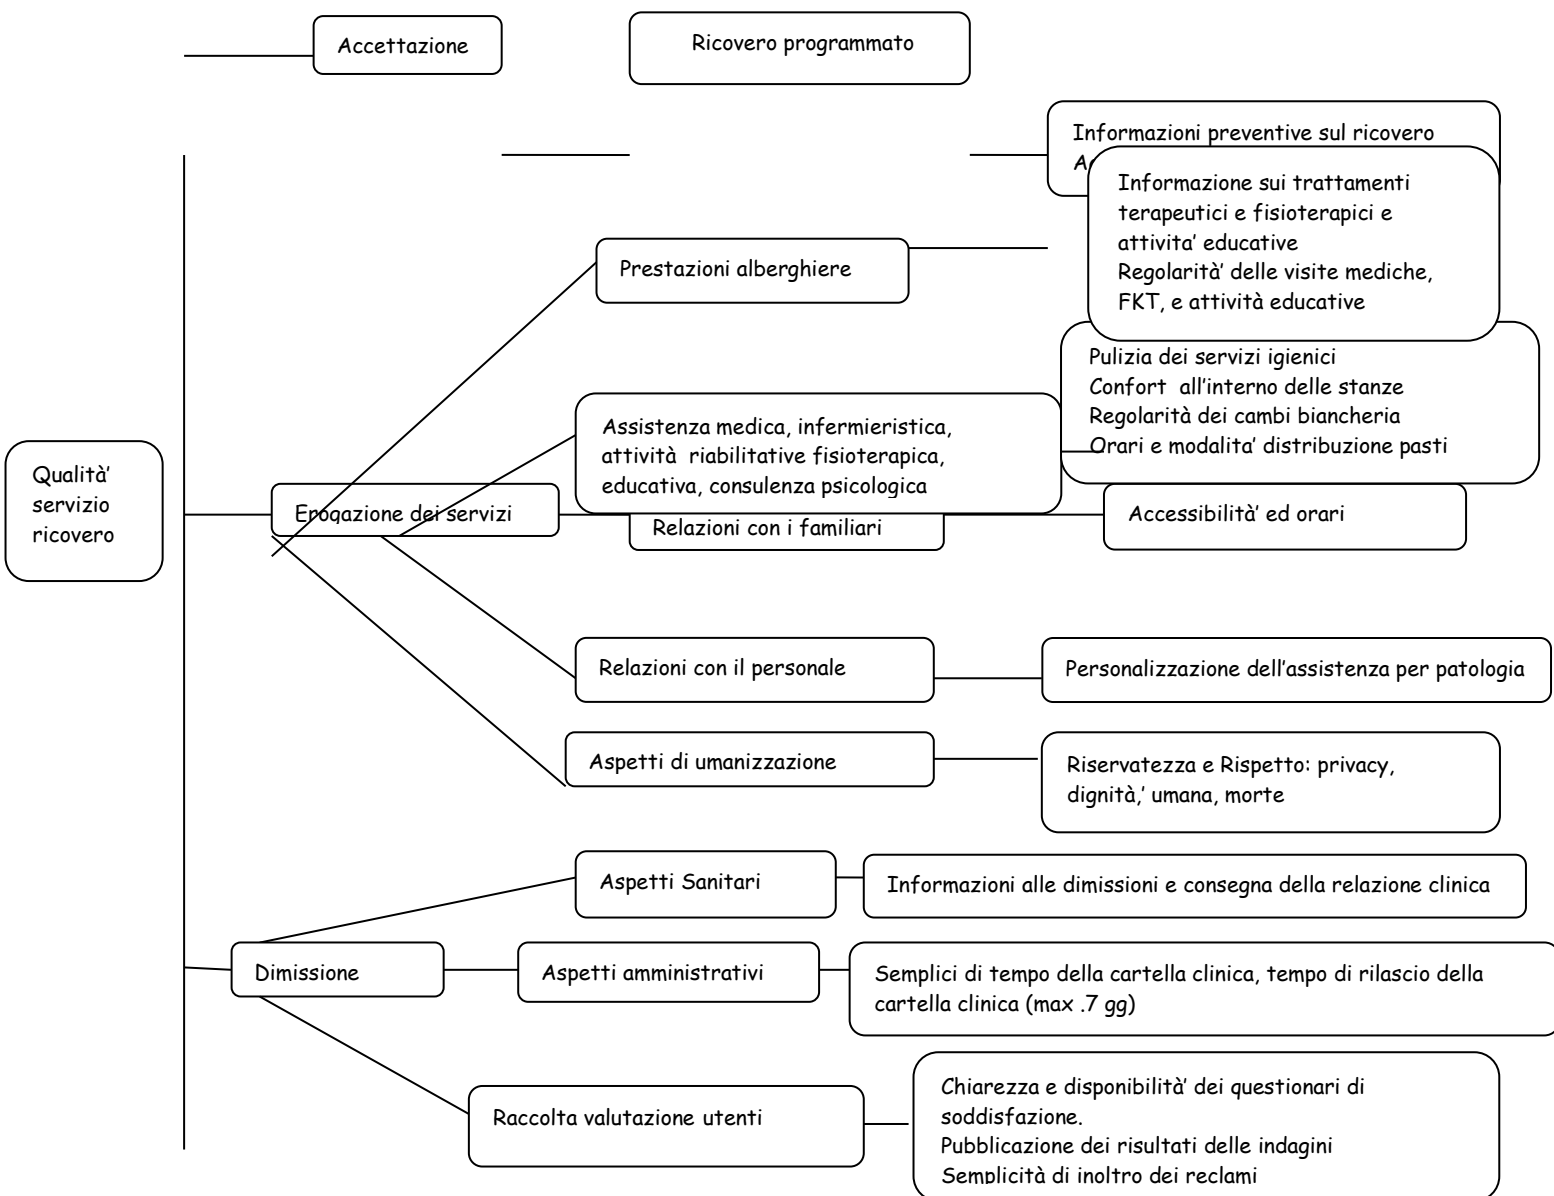 Accettazione
Ricovero programmato
Informazioni preventive sul ricovero
Informazione sui trattamenti
terapeutici e fisioterapici e
attivita’ educative
Regolarità’ delle visite mediche,
FKT, e attività educative
Prestazioni alberghiere
Pulizia dei servizi igienici
Confort  all’interno delle stanze
Regolarità dei cambi biancheria
Orari e modalita’ distribuzione pasti
Assistenza medica, infermieristica,
attività  riabilitative fisioterapica,
educativa, consulenza psicologica
Qualità’
servizio
ricovero
Erogazione dei servizi
Relazioni con i familiari
Accessibilità’ ed orari
Relazioni con il personale
Personalizzazione dell’assistenza per patologia
Aspetti di umanizzazione
Riservatezza e Rispetto: privacy,
dignità,’ umana, morte
Aspetti Sanitari
Informazioni alle dimissioni e consegna della relazione clinica
Dimissione
Aspetti amministrativi
Semplici di tempo della cartella clinica, tempo di rilascio della
cartella clinica (max .7 gg)
Raccolta valutazione utenti
Chiarezza e disponibilità’ dei questionari di
soddisfazione.
Pubblicazione dei risultati delle indagini
Semplicità di inoltro dei reclami